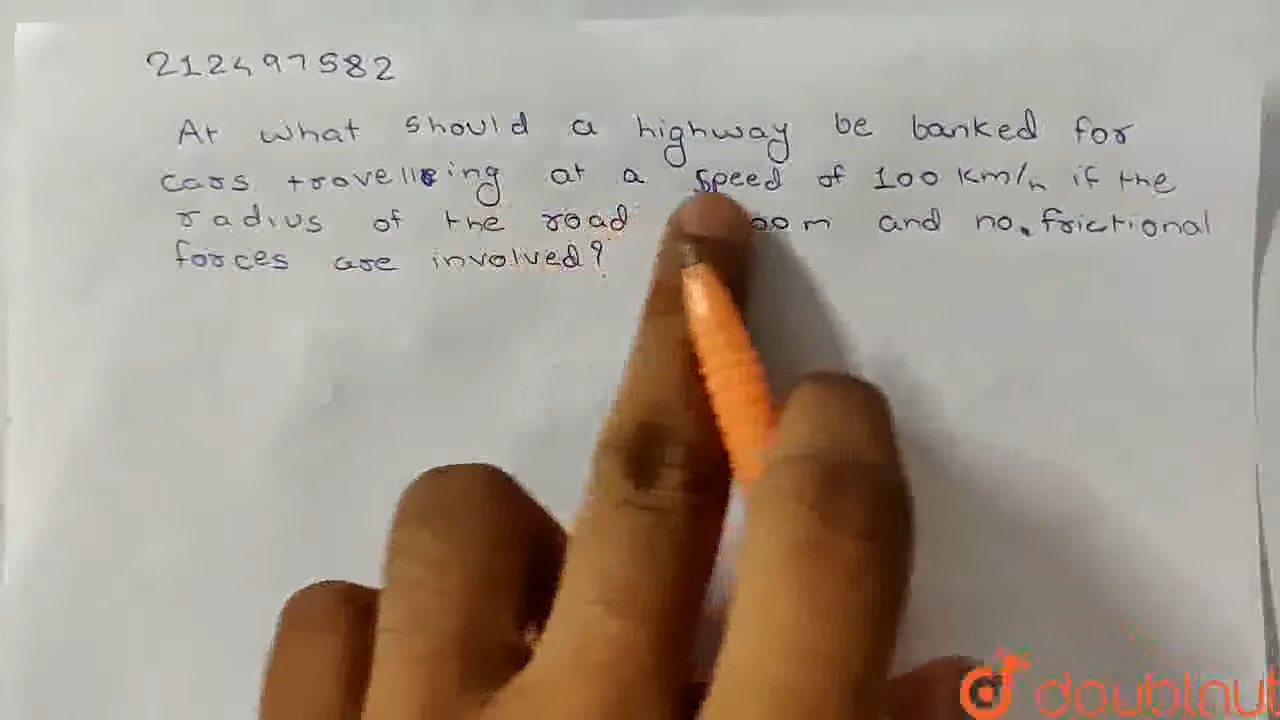 212497582
At what should a highway be banked for
cars travelling at a speed of 100 km/h if the
radius of the road 00m and no. frictional
forces are involved?
doubtnut